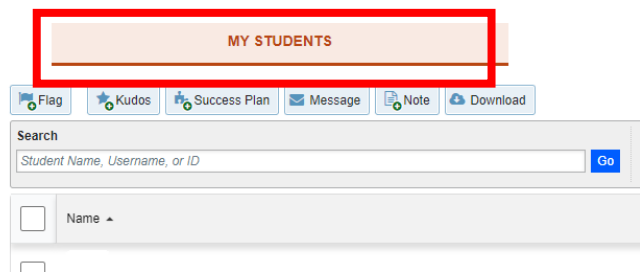 MY STUDENTS
Flag Kudos Success Plan Message Note Download
Search
Student Name, Username, or ID Go
Name